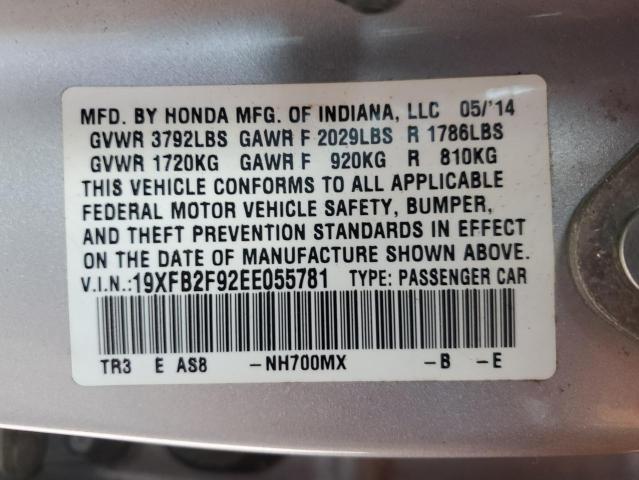 MFD. BY HONDA MFG. OF INDIANA, LLC 05/'14
GVWR 3792LBS GAWR F 2029LBS R 1786LBS
GVWR 1720KG GAWR F 920KG R 810KG
THIS VEHICLE CONFORMS TO ALL APPLICABLE
FEDERAL MOTOR VEHICLE SAFETY, BUMPER,
AND THEFT PREVENTION STANDARDS IN EFFECT
ON THE DATE OF MANUFACTURE SHOWN ABOVE.
V.I.N.:19XFB2F92EE055781 TYPE: PASSENGER CAR
TR3 E AS8 -NH700MX -B -E